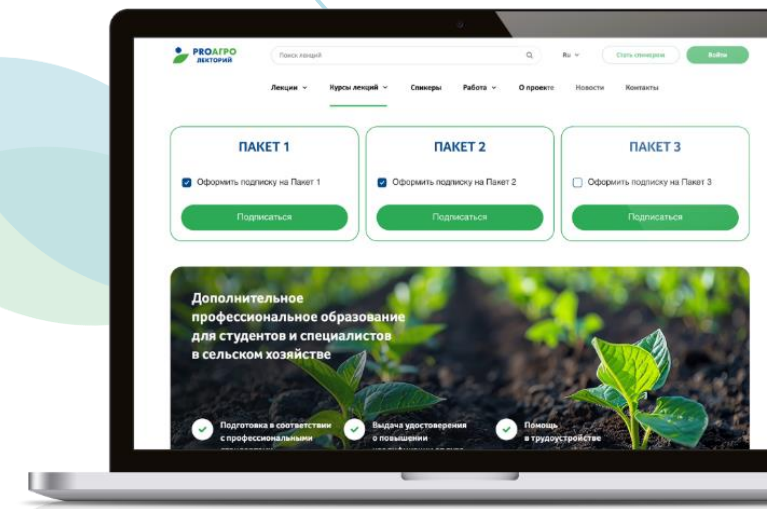 PROАГРО
ЛЕКТОРИЙ
Поиск лекций
Ru
Стать спикером
Войти
Лекции
Курсы лекций
Спикеры
Работа
О проекте
Новости
Контакты
ПАКЕТ 1
Оформить подписку на Пакет 1
Подписаться
ПАКЕТ 2
Оформить подписку на Пакет 2
Подписаться
ПАКЕТ 3
Оформить подписку на Пакет 3
Подписаться
Дополнительное
профессиональное образование
для студентов и специалистов
в сельском хозяйстве
Подготовка в соответствии
с профессиональными
Выдача удостоверения
о повышении
Помощь
в трудоустройстве